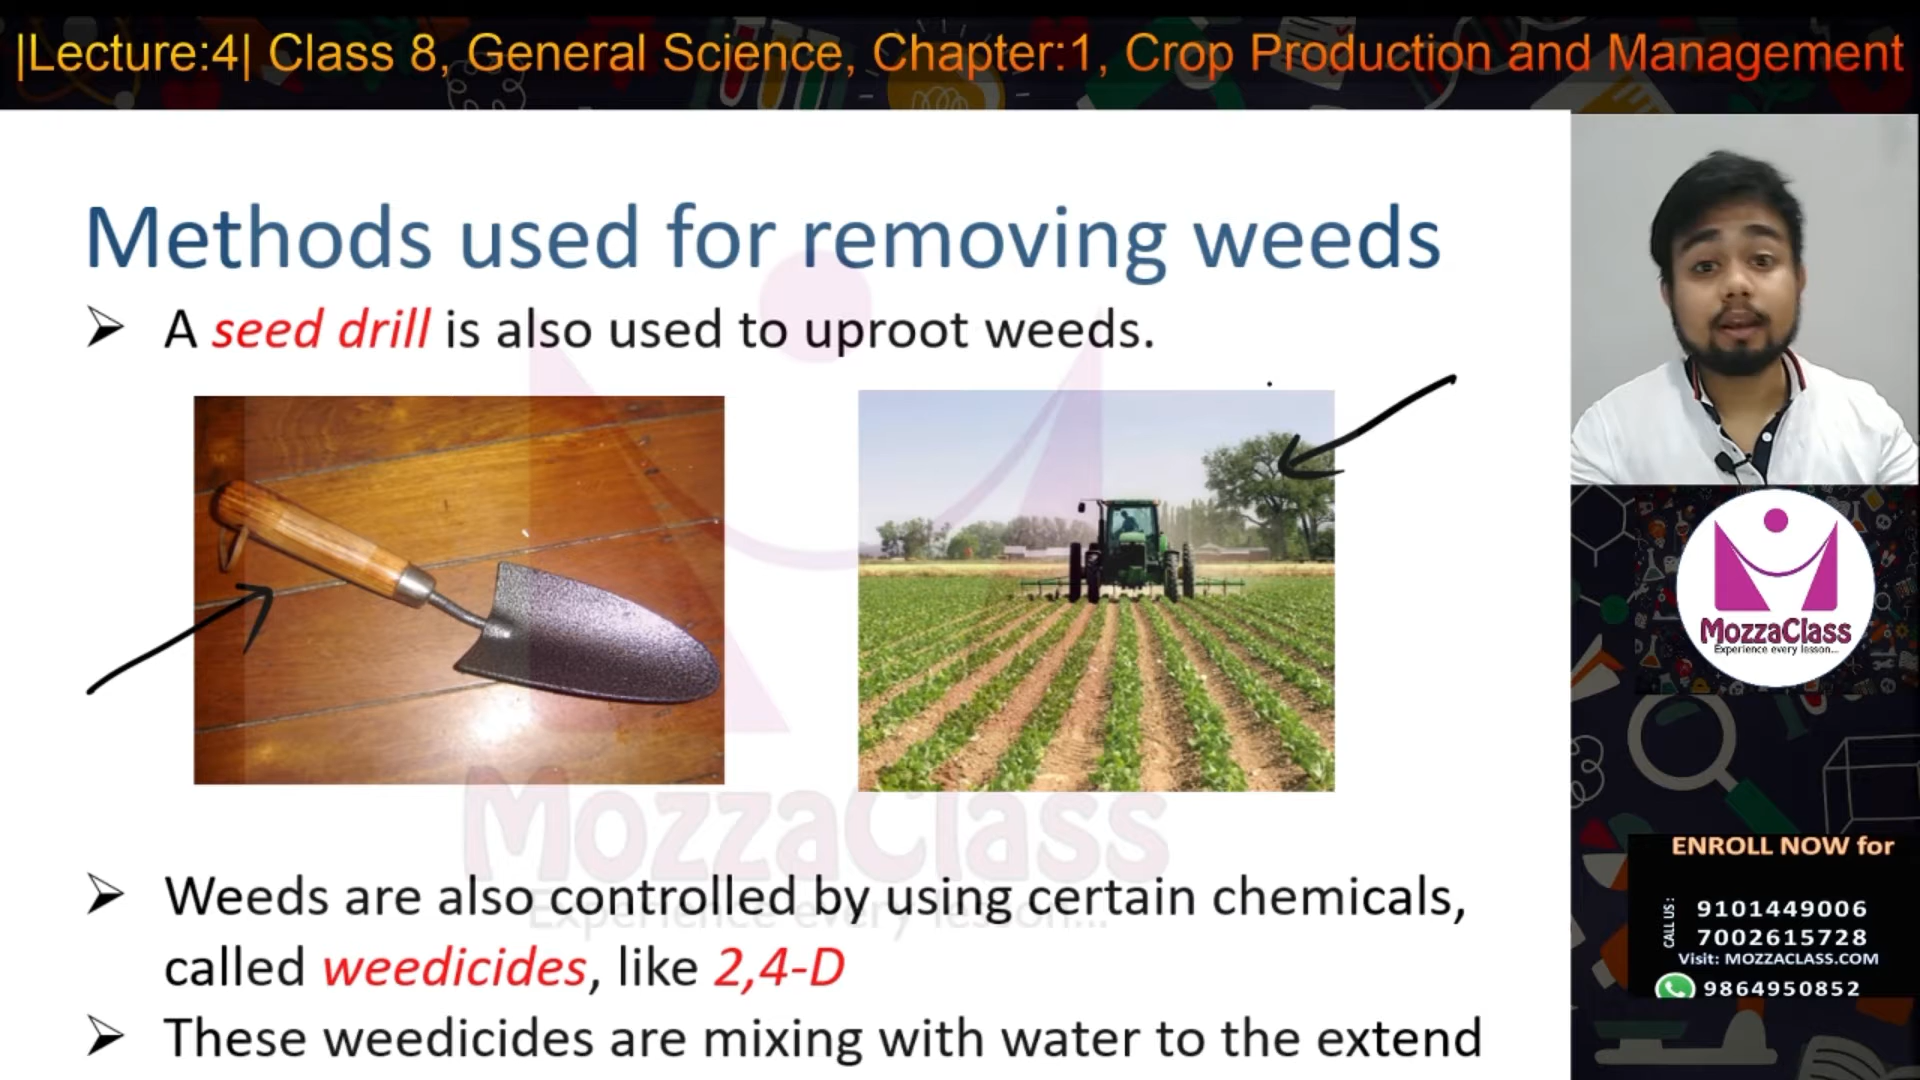 |Lecture:4| Class 8, General Science, Chapter:1, Crop Production and Management
Methods used for removing weeds
➢ A seed drill is also used to uproot weeds.
➢ Weeds are also controlled by using certain chemicals,
called weedicides, like 2,4-D
➢ These weedicides are mixing with water to the extend
MozzaClass
Experience every lesson...
MozzaClass
Experience every lesson...
ENROLL NOW for
CALL US :
9101449006
7002615728
Visit: MOZZACLASS.COM
9864950852